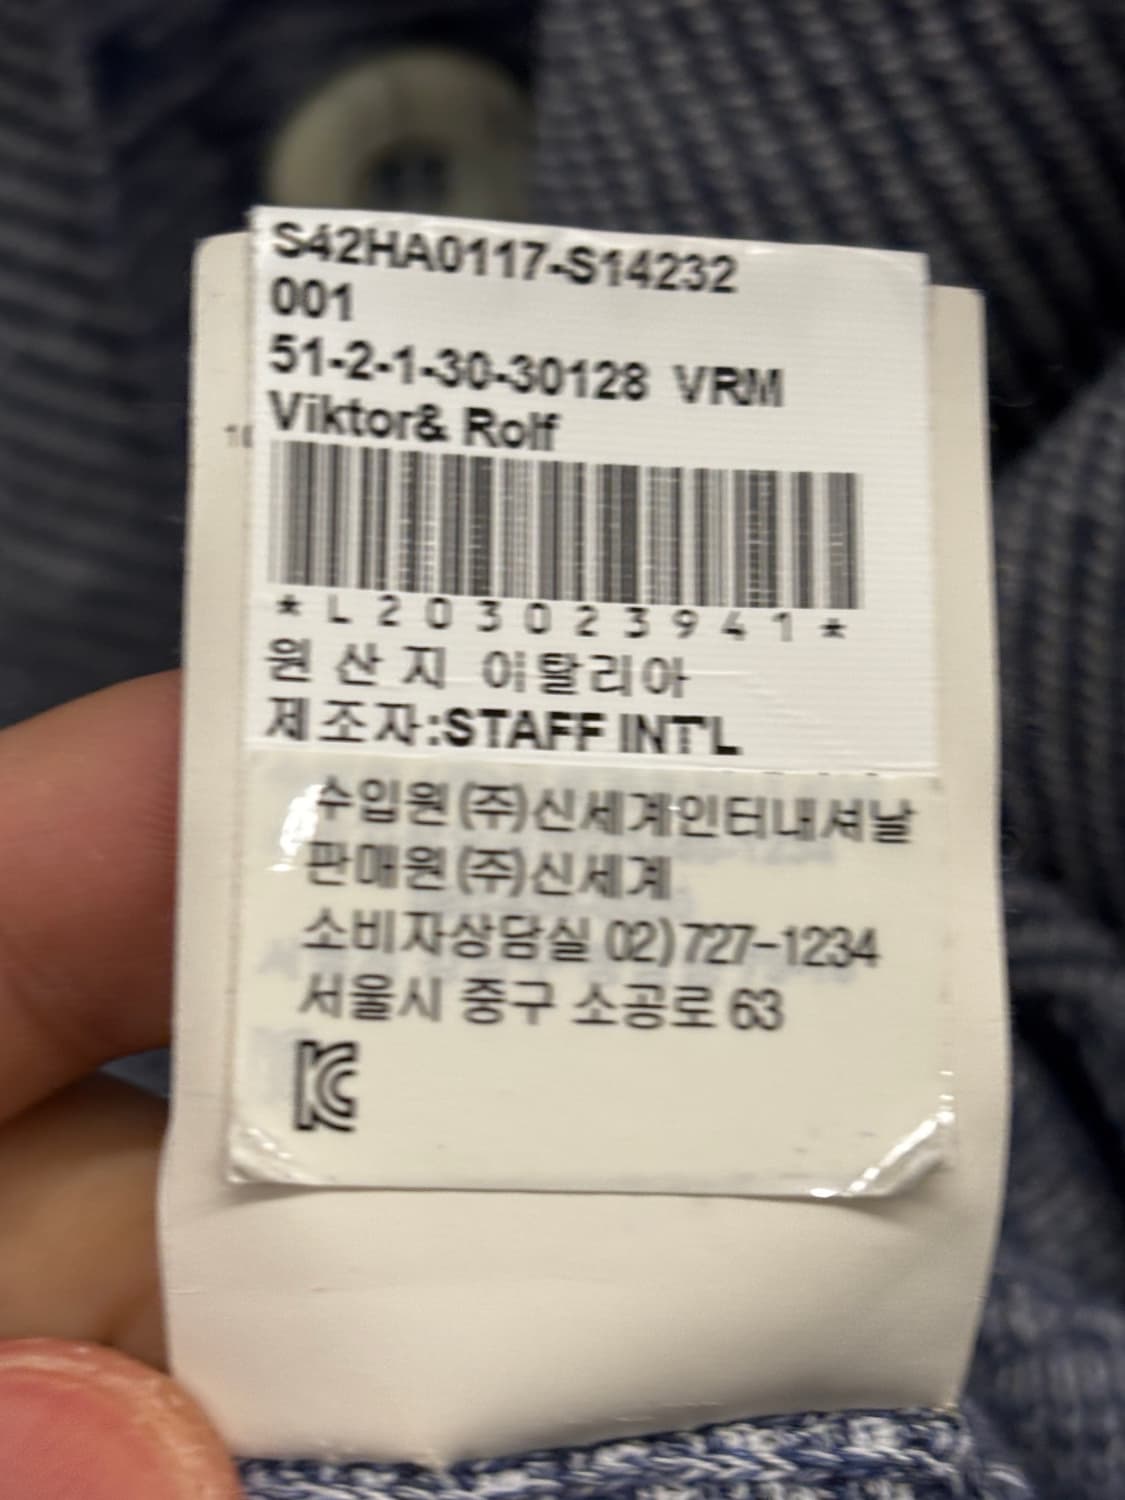 S42HA0117-S14232
001
51-2-1-30-30128 VRM
Viktor& Rolf
*L203023941*
원 산 지 이탈리아
제조자:STAFF INT'L
수입원(주)신세계인터내셔날
판매원(주)신세계
소비자상담실 02)727-1234
서울시 중구 소공로 63
KC